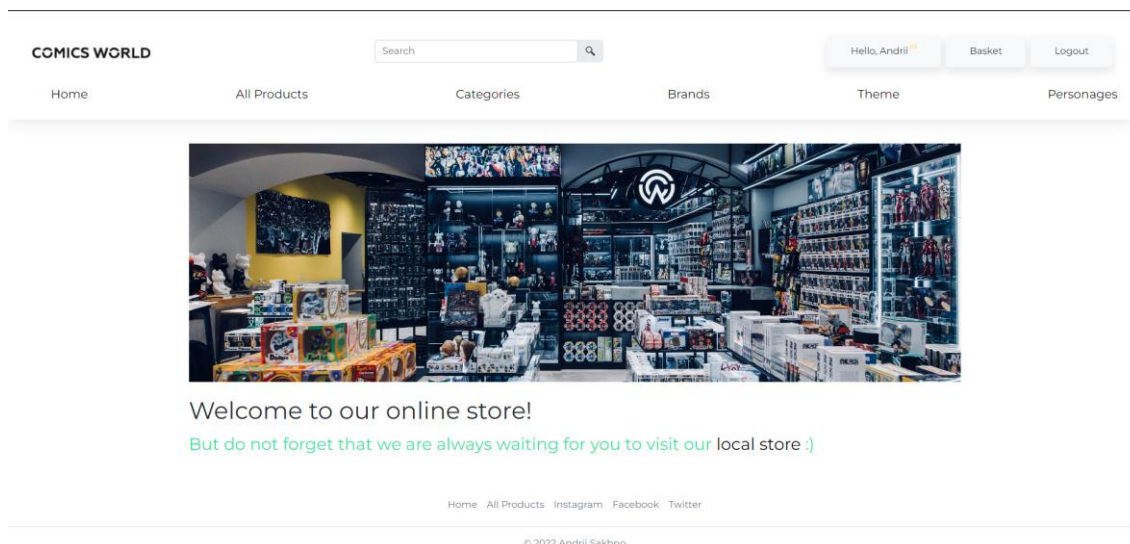 COMICS WORLD
Search
Hello, Andrii
Basket
Logout
Home
All Products
Categories
Brands
Theme
Personages
Welcome to our online store!
But do not forget that we are always waiting for you to visit our local store :)
Home All Products Instagram Facebook Twitter
© 2022 Andrii Sakhno